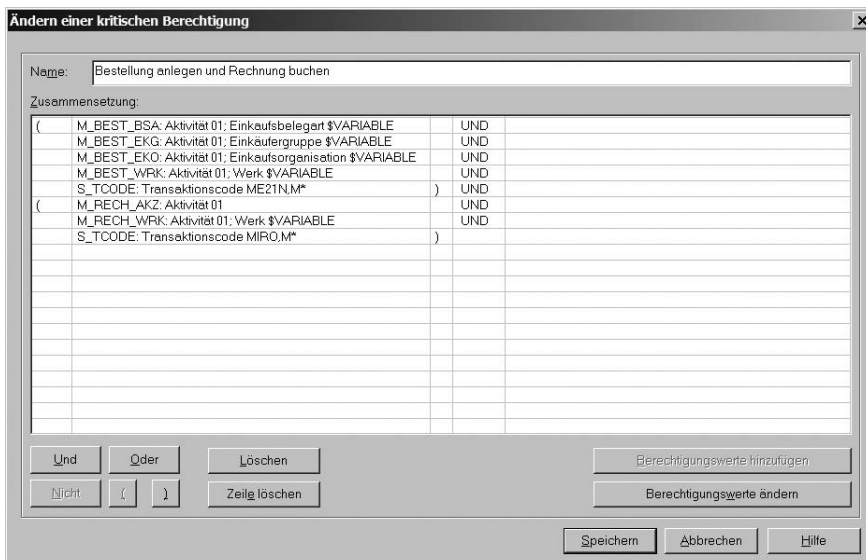 Ändern einer kritischen Berechtigung
Name: Bestellung anlegen und Rechnung buchen
Zusammensetzung:
( M_BEST_BSA: Aktivität 01; Einkaufsbelegart $VARIABLE UND
M_BEST_EKG: Aktivität 01; Einkäufergruppe $VARIABLE UND
M_BEST_EKO: Aktivität 01; Einkaufsorganisation $VARIABLE UND
M_BEST_WRK: Aktivität 01; Werk $VARIABLE UND
S_TCODE: Transaktionscode ME21N,M* ) UND
( M_RECH_AKZ: Aktivität 01 UND
M_RECH_WRK: Aktivität 01; Werk $VARIABLE UND
S_TCODE: Transaktionscode MIRO,M* )
Und Oder Löschen Berechtigungswerte hinzufügen
Nicht ( ) Zeile löschen Berechtigungswerte ändern
Speichern Abbrechen Hilfe